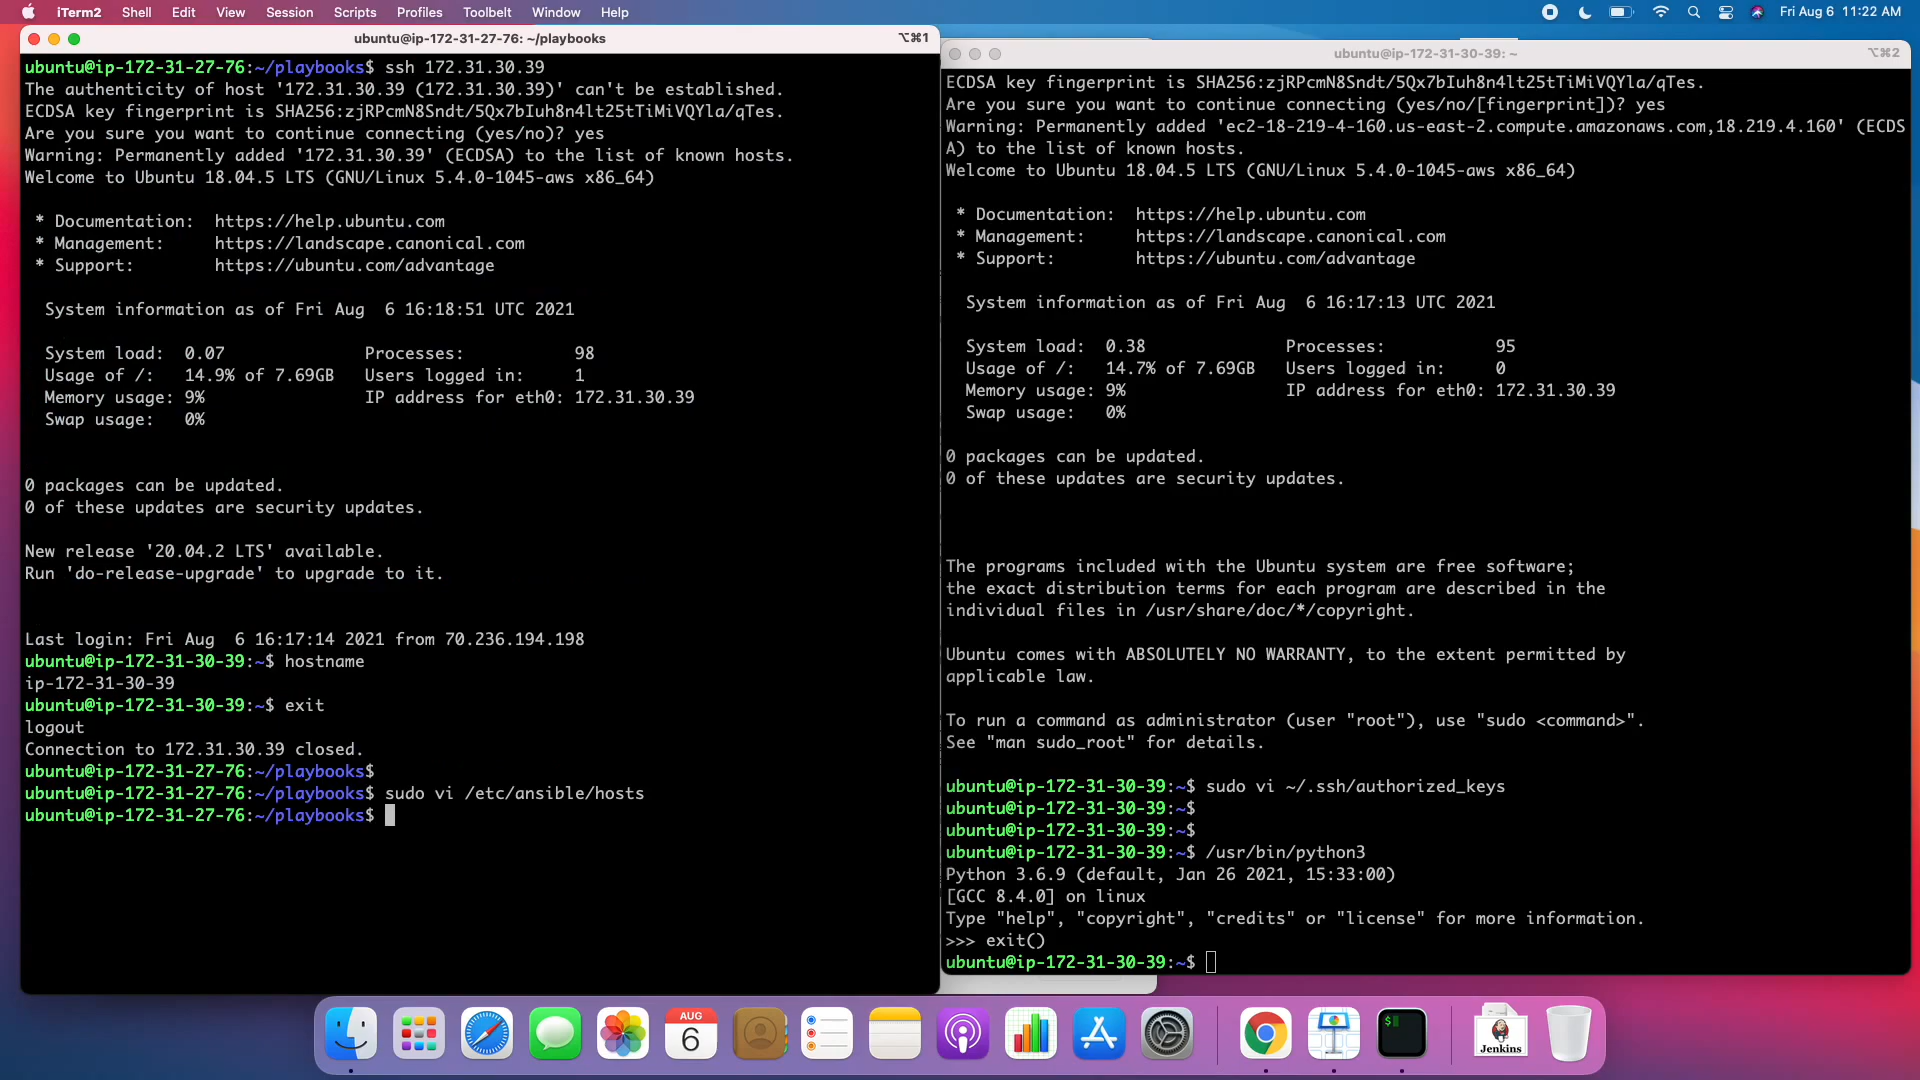 iTerm2 Shell Edit View Session Scripts Profiles Toolbelt Window Help Fri Aug 6 11:22 AM
ubuntu@ip-172-31-27-76: ~/playbooks ⌥⌘1
ubuntu@ip-172-31-27-76:~/playbooks$ ssh 172.31.30.39
The authenticity of host '172.31.30.39 (172.31.30.39)' can't be established.
ECDSA key fingerprint is SHA256:zjRPcmN8Sndt/5Qx7bIuh8n4lt25tTiMiVQYla/qTes.
Are you sure you want to continue connecting (yes/no)? yes
Warning: Permanently added '172.31.30.39' (ECDSA) to the list of known hosts.
Welcome to Ubuntu 18.04.5 LTS (GNU/Linux 5.4.0-1045-aws x86_64)
* Documentation: https://help.ubuntu.com
* Management: https://landscape.canonical.com
* Support: https://ubuntu.com/advantage
System information as of Fri Aug 6 16:18:51 UTC 2021
System load: 0.07 Processes: 98
Usage of /: 14.9% of 7.69GB Users logged in: 1
Memory usage: 9% IP address for eth0: 172.31.30.39
Swap usage: 0%
0 packages can be updated.
0 of these updates are security updates.
New release '20.04.2 LTS' available.
Run 'do-release-upgrade' to upgrade to it.
Last login: Fri Aug 6 16:17:14 2021 from 70.236.194.198
ubuntu@ip-172-31-30-39:~$ hostname
ip-172-31-30-39
ubuntu@ip-172-31-30-39:~$ exit
logout
Connection to 172.31.30.39 closed.
ubuntu@ip-172-31-27-76:~/playbooks$
ubuntu@ip-172-31-27-76:~/playbooks$ sudo vi /etc/ansible/hosts
ubuntu@ip-172-31-27-76:~/playbooks$
ubuntu@ip-172-31-30-39: ~ ⌥⌘2
ECDSA key fingerprint is SHA256:zjRPcmN8Sndt/5Qx7bIuh8n4lt25tTiMiVQYla/qTes.
Are you sure you want to continue connecting (yes/no/[fingerprint])? yes
Warning: Permanently added 'ec2-18-219-4-160.us-east-2.compute.amazonaws.com,18.219.4.160' (ECDS
A) to the list of known hosts.
Welcome to Ubuntu 18.04.5 LTS (GNU/Linux 5.4.0-1045-aws x86_64)
* Documentation: https://help.ubuntu.com
* Management: https://landscape.canonical.com
* Support: https://ubuntu.com/advantage
System information as of Fri Aug 6 16:17:13 UTC 2021
System load: 0.38 Processes: 95
Usage of /: 14.7% of 7.69GB Users logged in: 0
Memory usage: 9% IP address for eth0: 172.31.30.39
Swap usage: 0%
0 packages can be updated.
0 of these updates are security updates.
The programs included with the Ubuntu system are free software;
the exact distribution terms for each program are described in the
individual files in /usr/share/doc/*/copyright.
Ubuntu comes with ABSOLUTELY NO WARRANTY, to the extent permitted by
applicable law.
To run a command as administrator (user "root"), use "sudo <command>".
See "man sudo_root" for details.
ubuntu@ip-172-31-30-39:~$ sudo vi ~/.ssh/authorized_keys
ubuntu@ip-172-31-30-39:~$
ubuntu@ip-172-31-30-39:~$
ubuntu@ip-172-31-30-39:~$ /usr/bin/python3
Python 3.6.9 (default, Jan 26 2021, 15:33:00)
[GCC 8.4.0] on linux
Type "help", "copyright", "credits" or "license" for more information.
>>> exit()
ubuntu@ip-172-31-30-39:~$
AUG
6
$
Jenkins